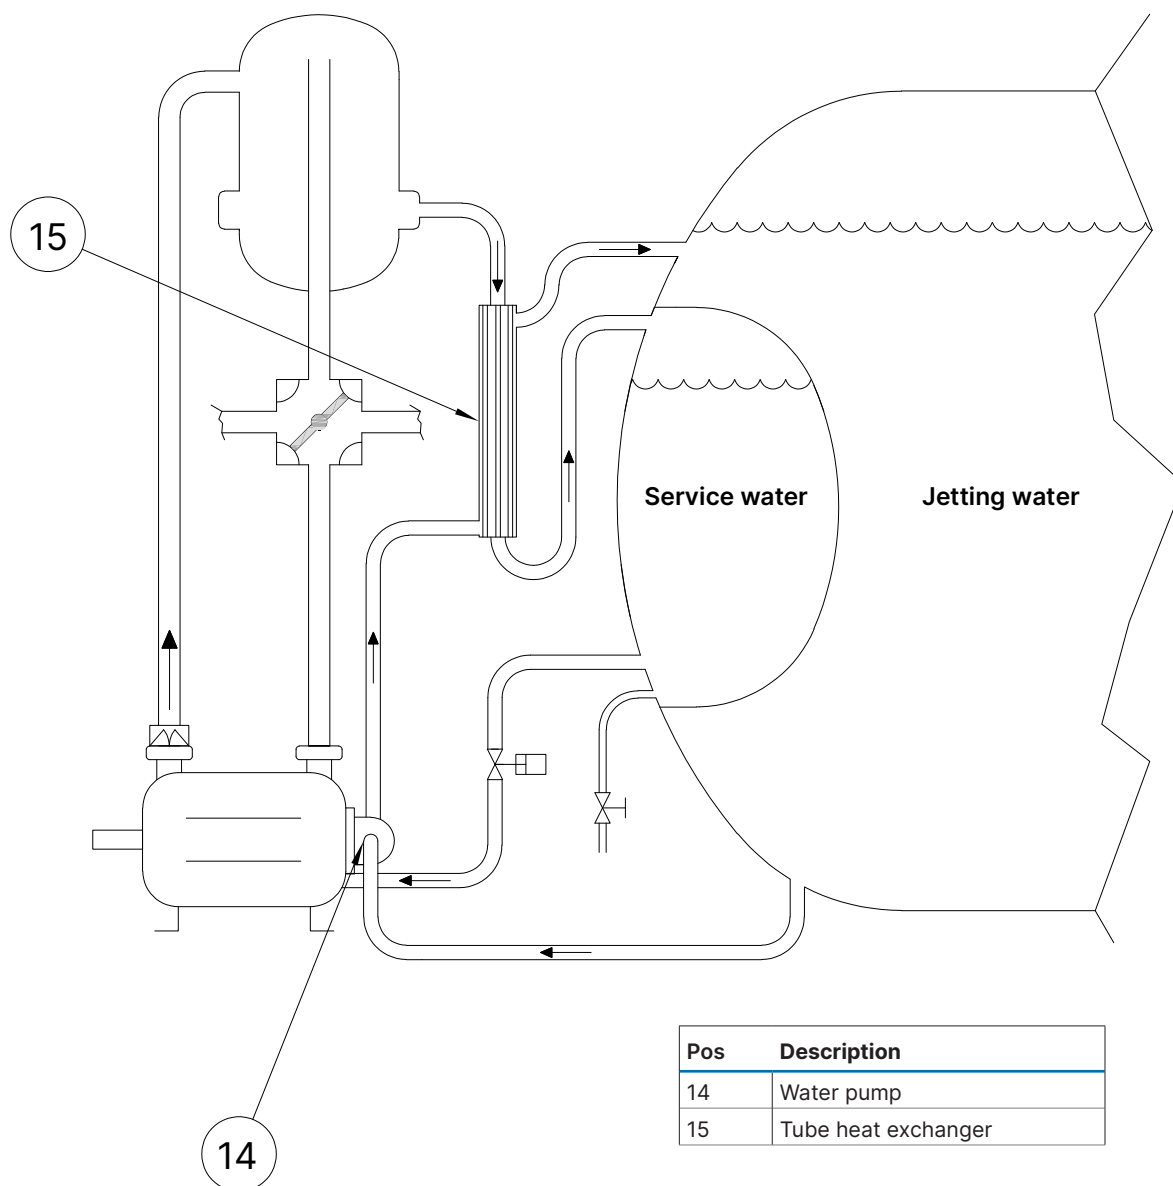 15
Service water
Jetting water
Pos Description
14 Water pump
15 Tube heat exchanger
14